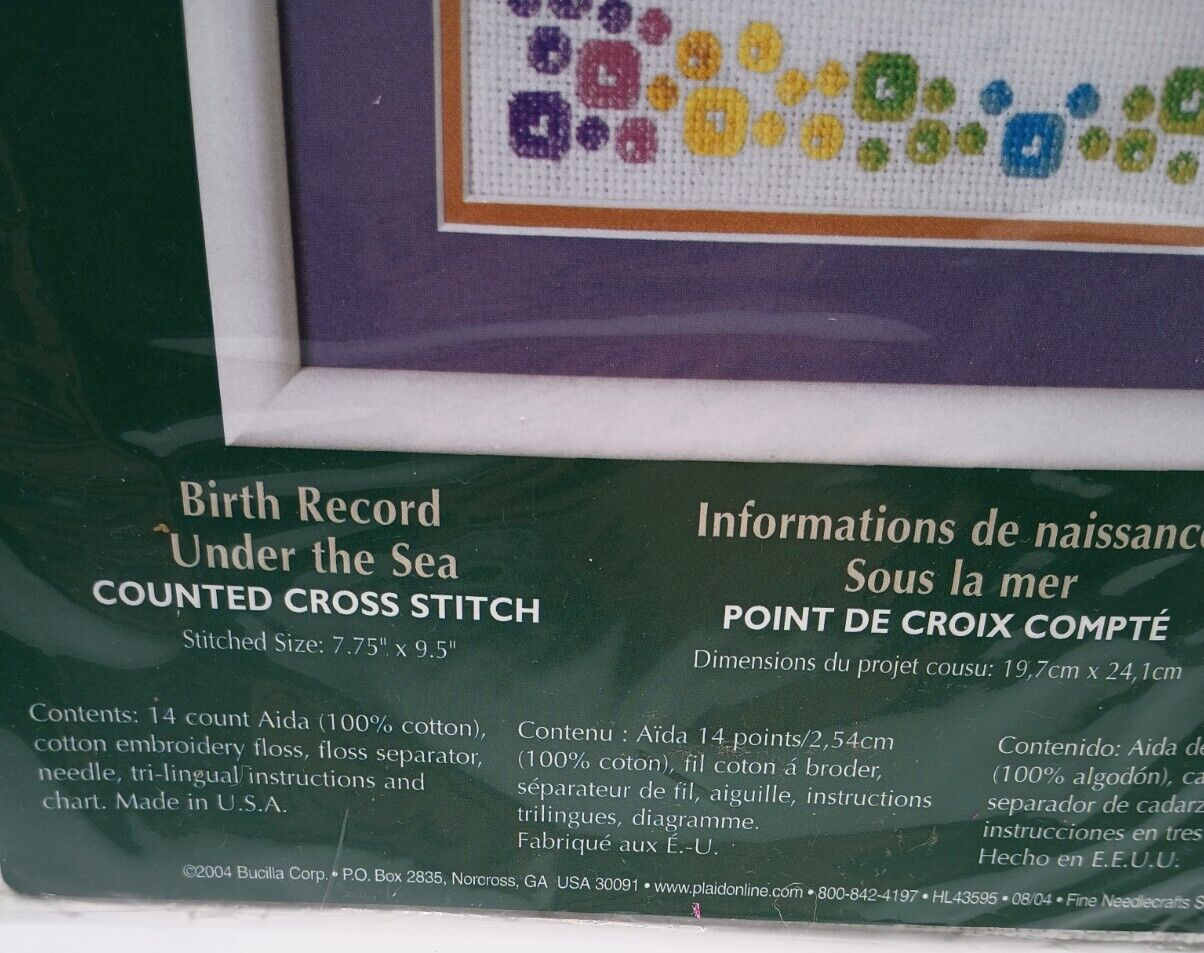 Birth Record
Under the Sea
COUNTED CROSS STITCH
Stitched Size: 7.75" x 9.5"
Contents: 14 count Aida (100% cotton),
cotton embroidery floss, floss separator,
needle, tri-lingual instructions and
chart. Made in U.S.A.
Informations de naissance
Sous la mer
POINT DE CROIX COMPTÉ
Dimensions du projet cousu: 19,7cm x 24,1cm
Contenu : Aïda 14 points/2,54cm
(100% coton), fil coton á broder,
séparateur de fil, aiguille, instructions
trilingues, diagramme.
Fabriqué aux É.-U.
Contenido: Aida
(100% algodón),
separador de
instrucciones en tres
Hecho en E.E.U.U.
©2004 Bucilla Corp. • P.O. Box 2835, Norcross, GA USA 30091 • www.plaidonline.com • 800-842-4197 • HL43595 • 08/04 • Fine Needlecrafts